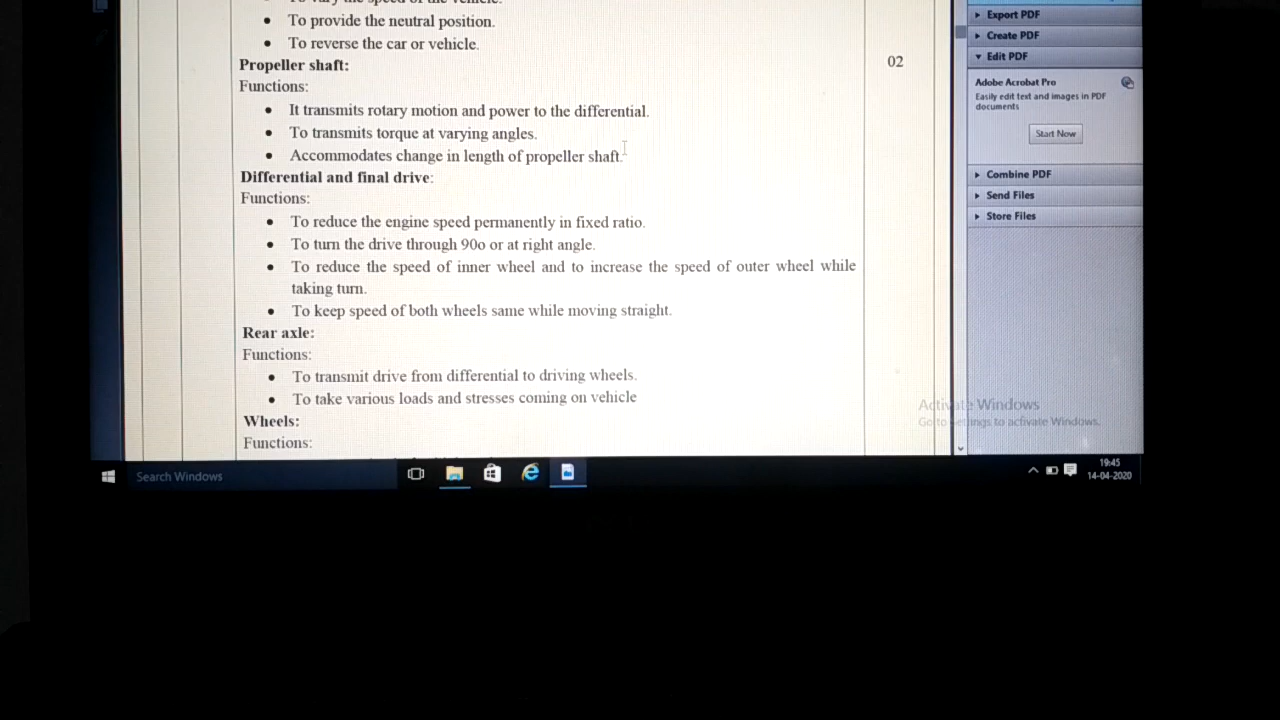 To vary the speed of the vehicle.
• To provide the neutral position.
• To reverse the car or vehicle.
Propeller shaft:
02
Functions:
• It transmits rotary motion and power to the differential.
• To transmits torque at varying angles.
• Accommodates change in length of propeller shaft.
Differential and final drive:
Functions:
• To reduce the engine speed permanently in fixed ratio.
• To turn the drive through 90o or at right angle.
• To reduce the speed of inner wheel and to increase the speed of outer wheel while
taking turn.
• To keep speed of both wheels same while moving straight.
Rear axle:
Functions:
• To transmit drive from differential to driving wheels.
• To take various loads and stresses coming on vehicle
Wheels:
Functions:
Export PDF
Create PDF
Edit PDF
Adobe Acrobat Pro
Easily edit text and images in PDF
documents
Start Now
Combine PDF
Send Files
Store Files
Activate Windows
Go to Settings to activate Windows.
Search Windows
19:45
14-04-2020